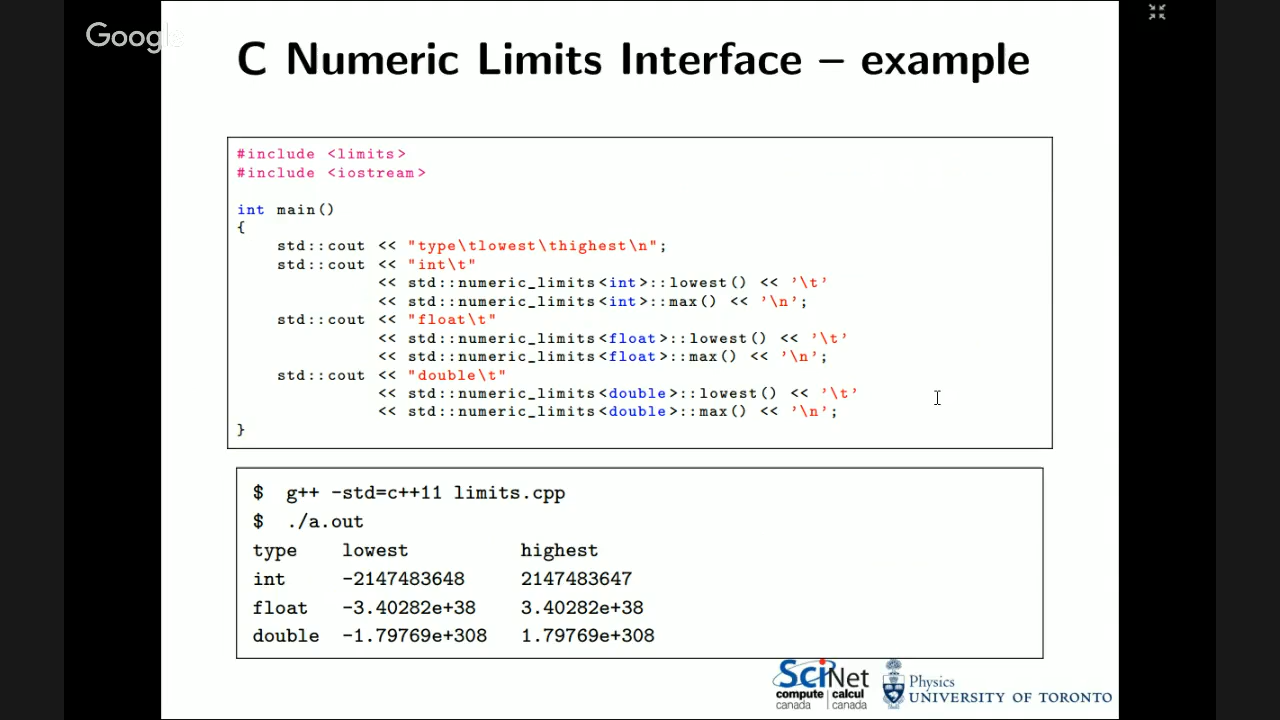 Google
C Numeric Limits Interface – example
#include <limits>
#include <iostream>
int main()
{
    std::cout << "type\tlowest\thighest\n";
    std::cout << "int\t"
              << std::numeric_limits<int>::lowest() << '\t'
              << std::numeric_limits<int>::max() << '\n';
    std::cout << "float\t"
              << std::numeric_limits<float>::lowest() << '\t'
              << std::numeric_limits<float>::max() << '\n';
    std::cout << "double\t"
              << std::numeric_limits<double>::lowest() << '\t'
              << std::numeric_limits<double>::max() << '\n';
}
$ g++ -std=c++11 limits.cpp
$ ./a.out
type lowest highest
int -2147483648 2147483647
float -3.40282e+38 3.40282e+38
double -1.79769e+308 1.79769e+308
SciNet
compute | calcul
canada | canada
Physics
UNIVERSITY OF TORONTO